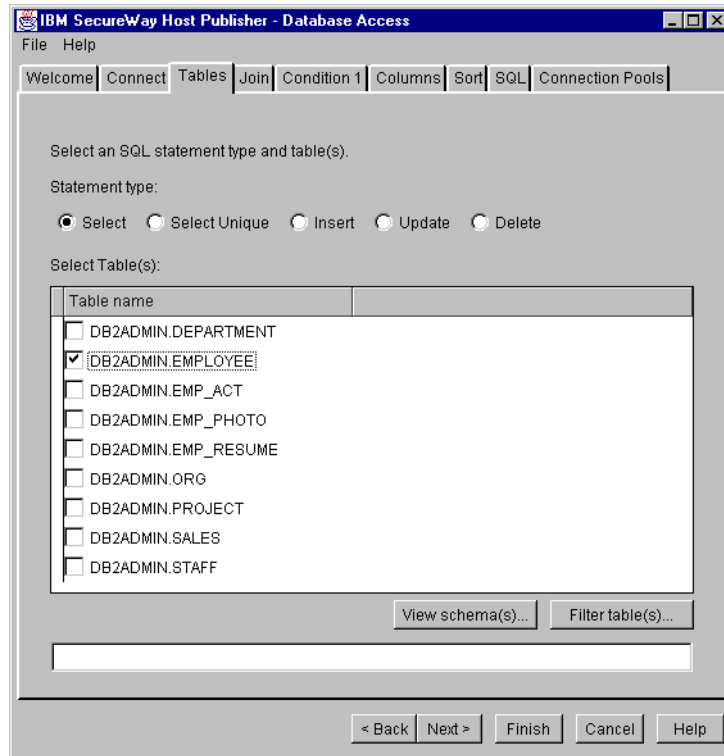 IBM SecureWay Host Publisher - Database Access
File Help
Welcome Connect Tables Join Condition 1 Columns Sort SQL Connection Pools
Select an SQL statement type and table(s).
Statement type:
Select Select Unique Insert Update Delete
Select Table(s):
Table name
DB2ADMIN.DEPARTMENT
DB2ADMIN.EMPLOYEE
DB2ADMIN.EMP_ACT
DB2ADMIN.EMP_PHOTO
DB2ADMIN.EMP_RESUME
DB2ADMIN.ORG
DB2ADMIN.PROJECT
DB2ADMIN.SALES
DB2ADMIN.STAFF
View schema(s)... Filter table(s)...
< Back Next > Finish Cancel Help